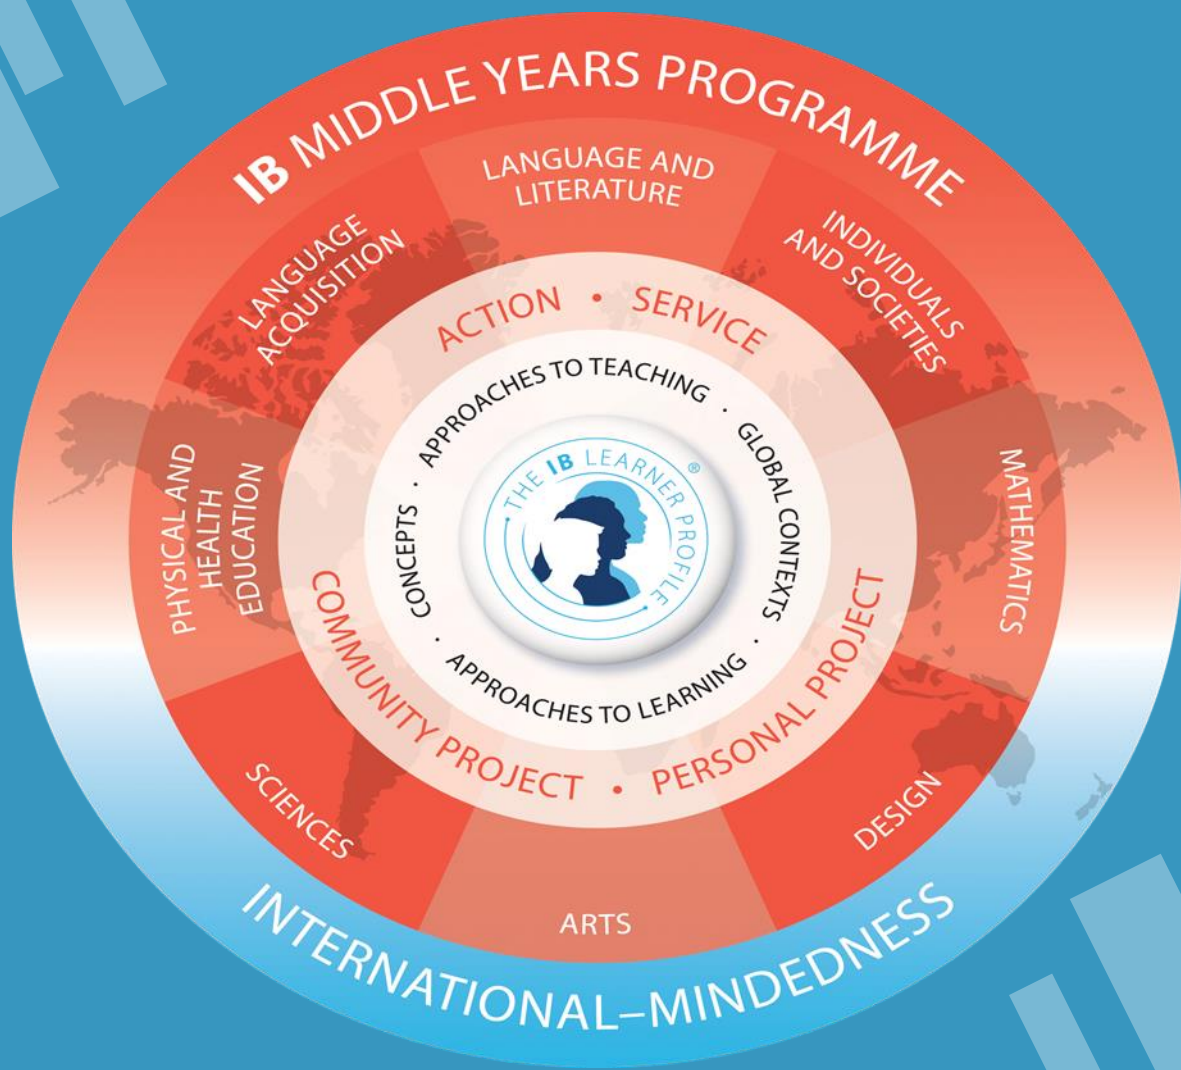 IB MIDDLE YEARS PROGRAMME
LANGUAGE AND
LITERATURE
INDIVIDUALS
AND SOCIETIES
MATHEMATICS
DESIGN
ARTS
SCIENCES
PHYSICAL AND
HEALTH
EDUCATION
LANGUAGE
ACQUISITION
ACTION • SERVICE
PERSONAL PROJECT
•
COMMUNITY PROJECT
APPROACHES TO TEACHING ·
GLOBAL CONTEXTS ·
APPROACHES TO LEARNING ·
CONCEPTS ·
• THE IB LEARNER PROFILE •
®
INTERNATIONAL–MINDEDNESS